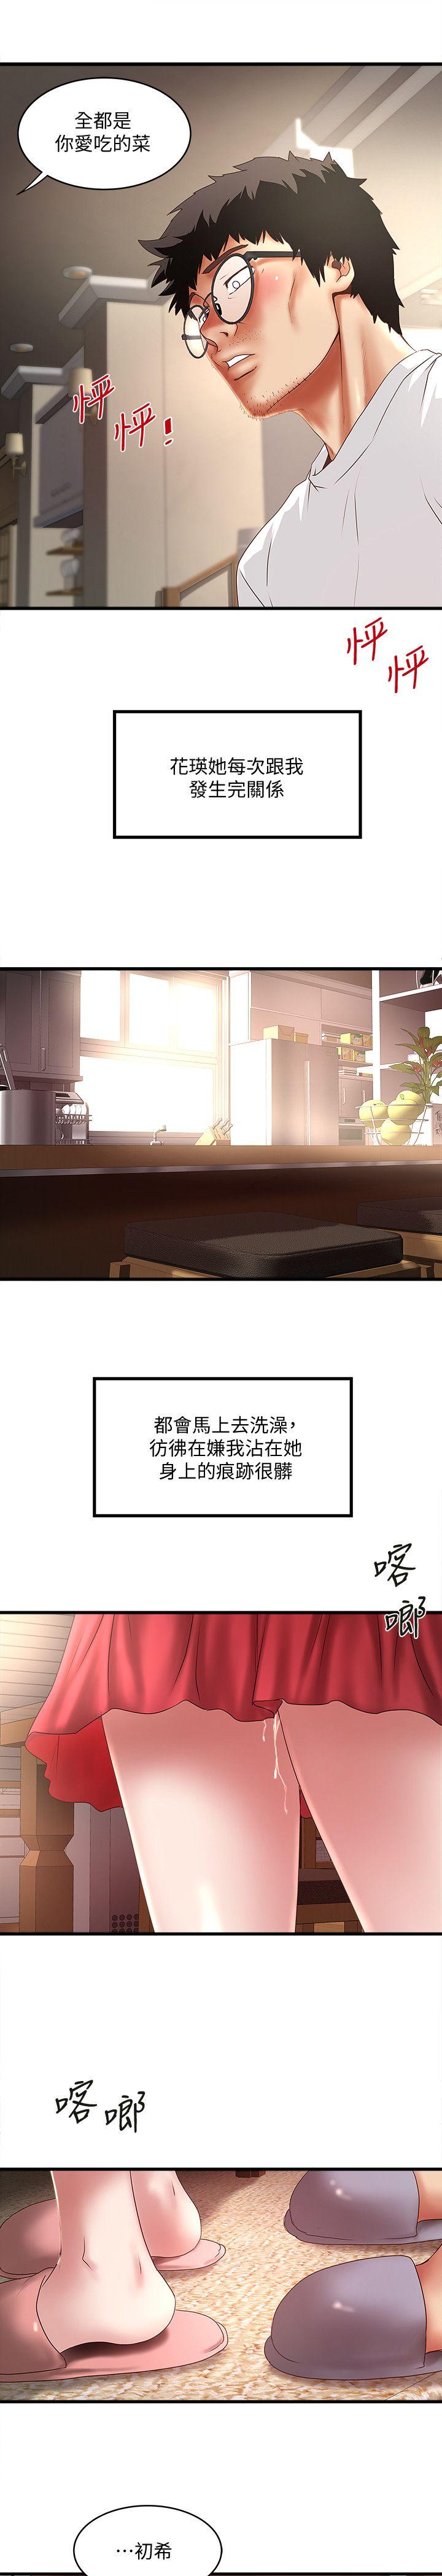 全都是
你愛吃的菜
怦
怦!
怦
怦
花瑛她每次跟我
發生完關係
都會馬上去洗澡，
彷彿在嫌我沾在她
身上的痕跡很髒
喀
啷
喀
啷
…初希